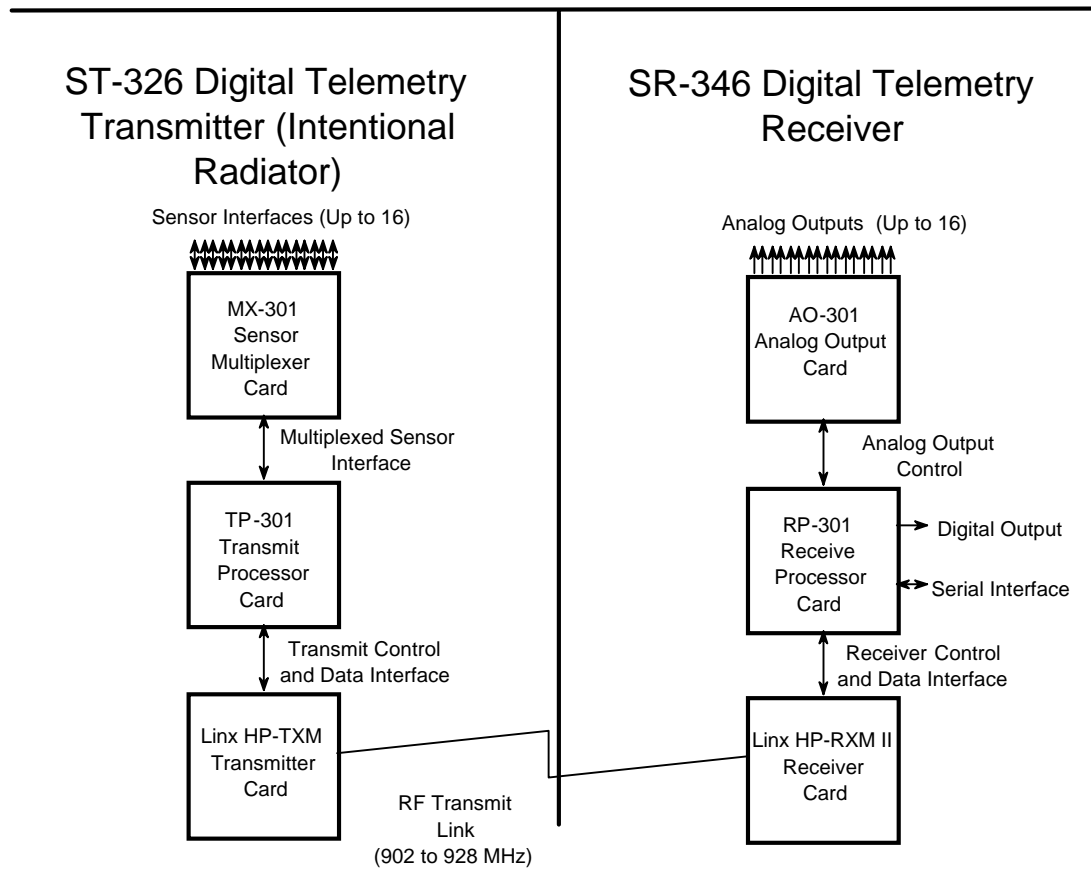 ST-326 Digital Telemetry
Transmitter (Intentional
Radiator)
Sensor Interfaces (Up to 16)
MX-301
Sensor
Multiplexer
Card
Multiplexed Sensor
Interface
TP-301
Transmit
Processor
Card
Transmit Control
and Data Interface
Linx HP-TXM
Transmitter
Card
RF Transmit
Link
(902 to 928 MHz)
SR-346 Digital Telemetry
Receiver
Analog Outputs (Up to 16)
AO-301
Analog Output
Card
Analog Output
Control
RP-301
Receive
Processor
Card
Digital Output
Serial Interface
Receiver Control
and Data Interface
Linx HP-RXM II
Receiver
Card